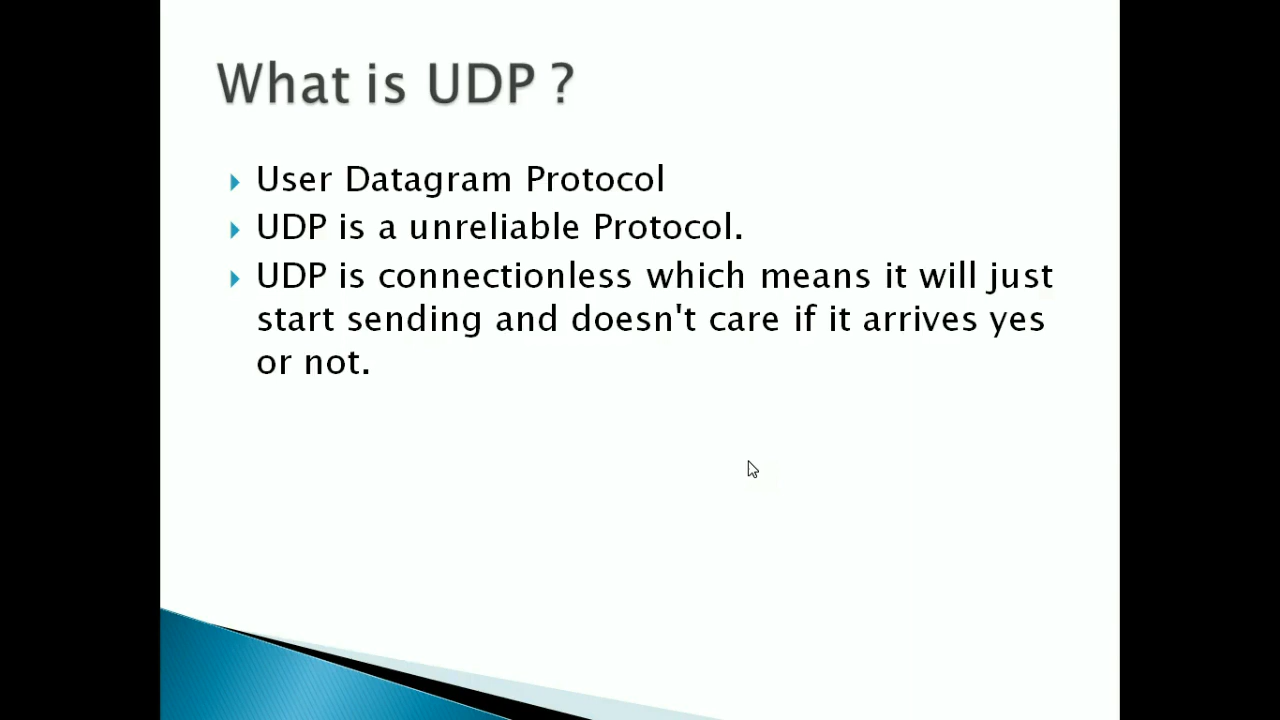 What is UDP ?
User Datagram Protocol
UDP is a unreliable Protocol.
UDP is connectionless which means it will just
start sending and doesn't care if it arrives yes
or not.